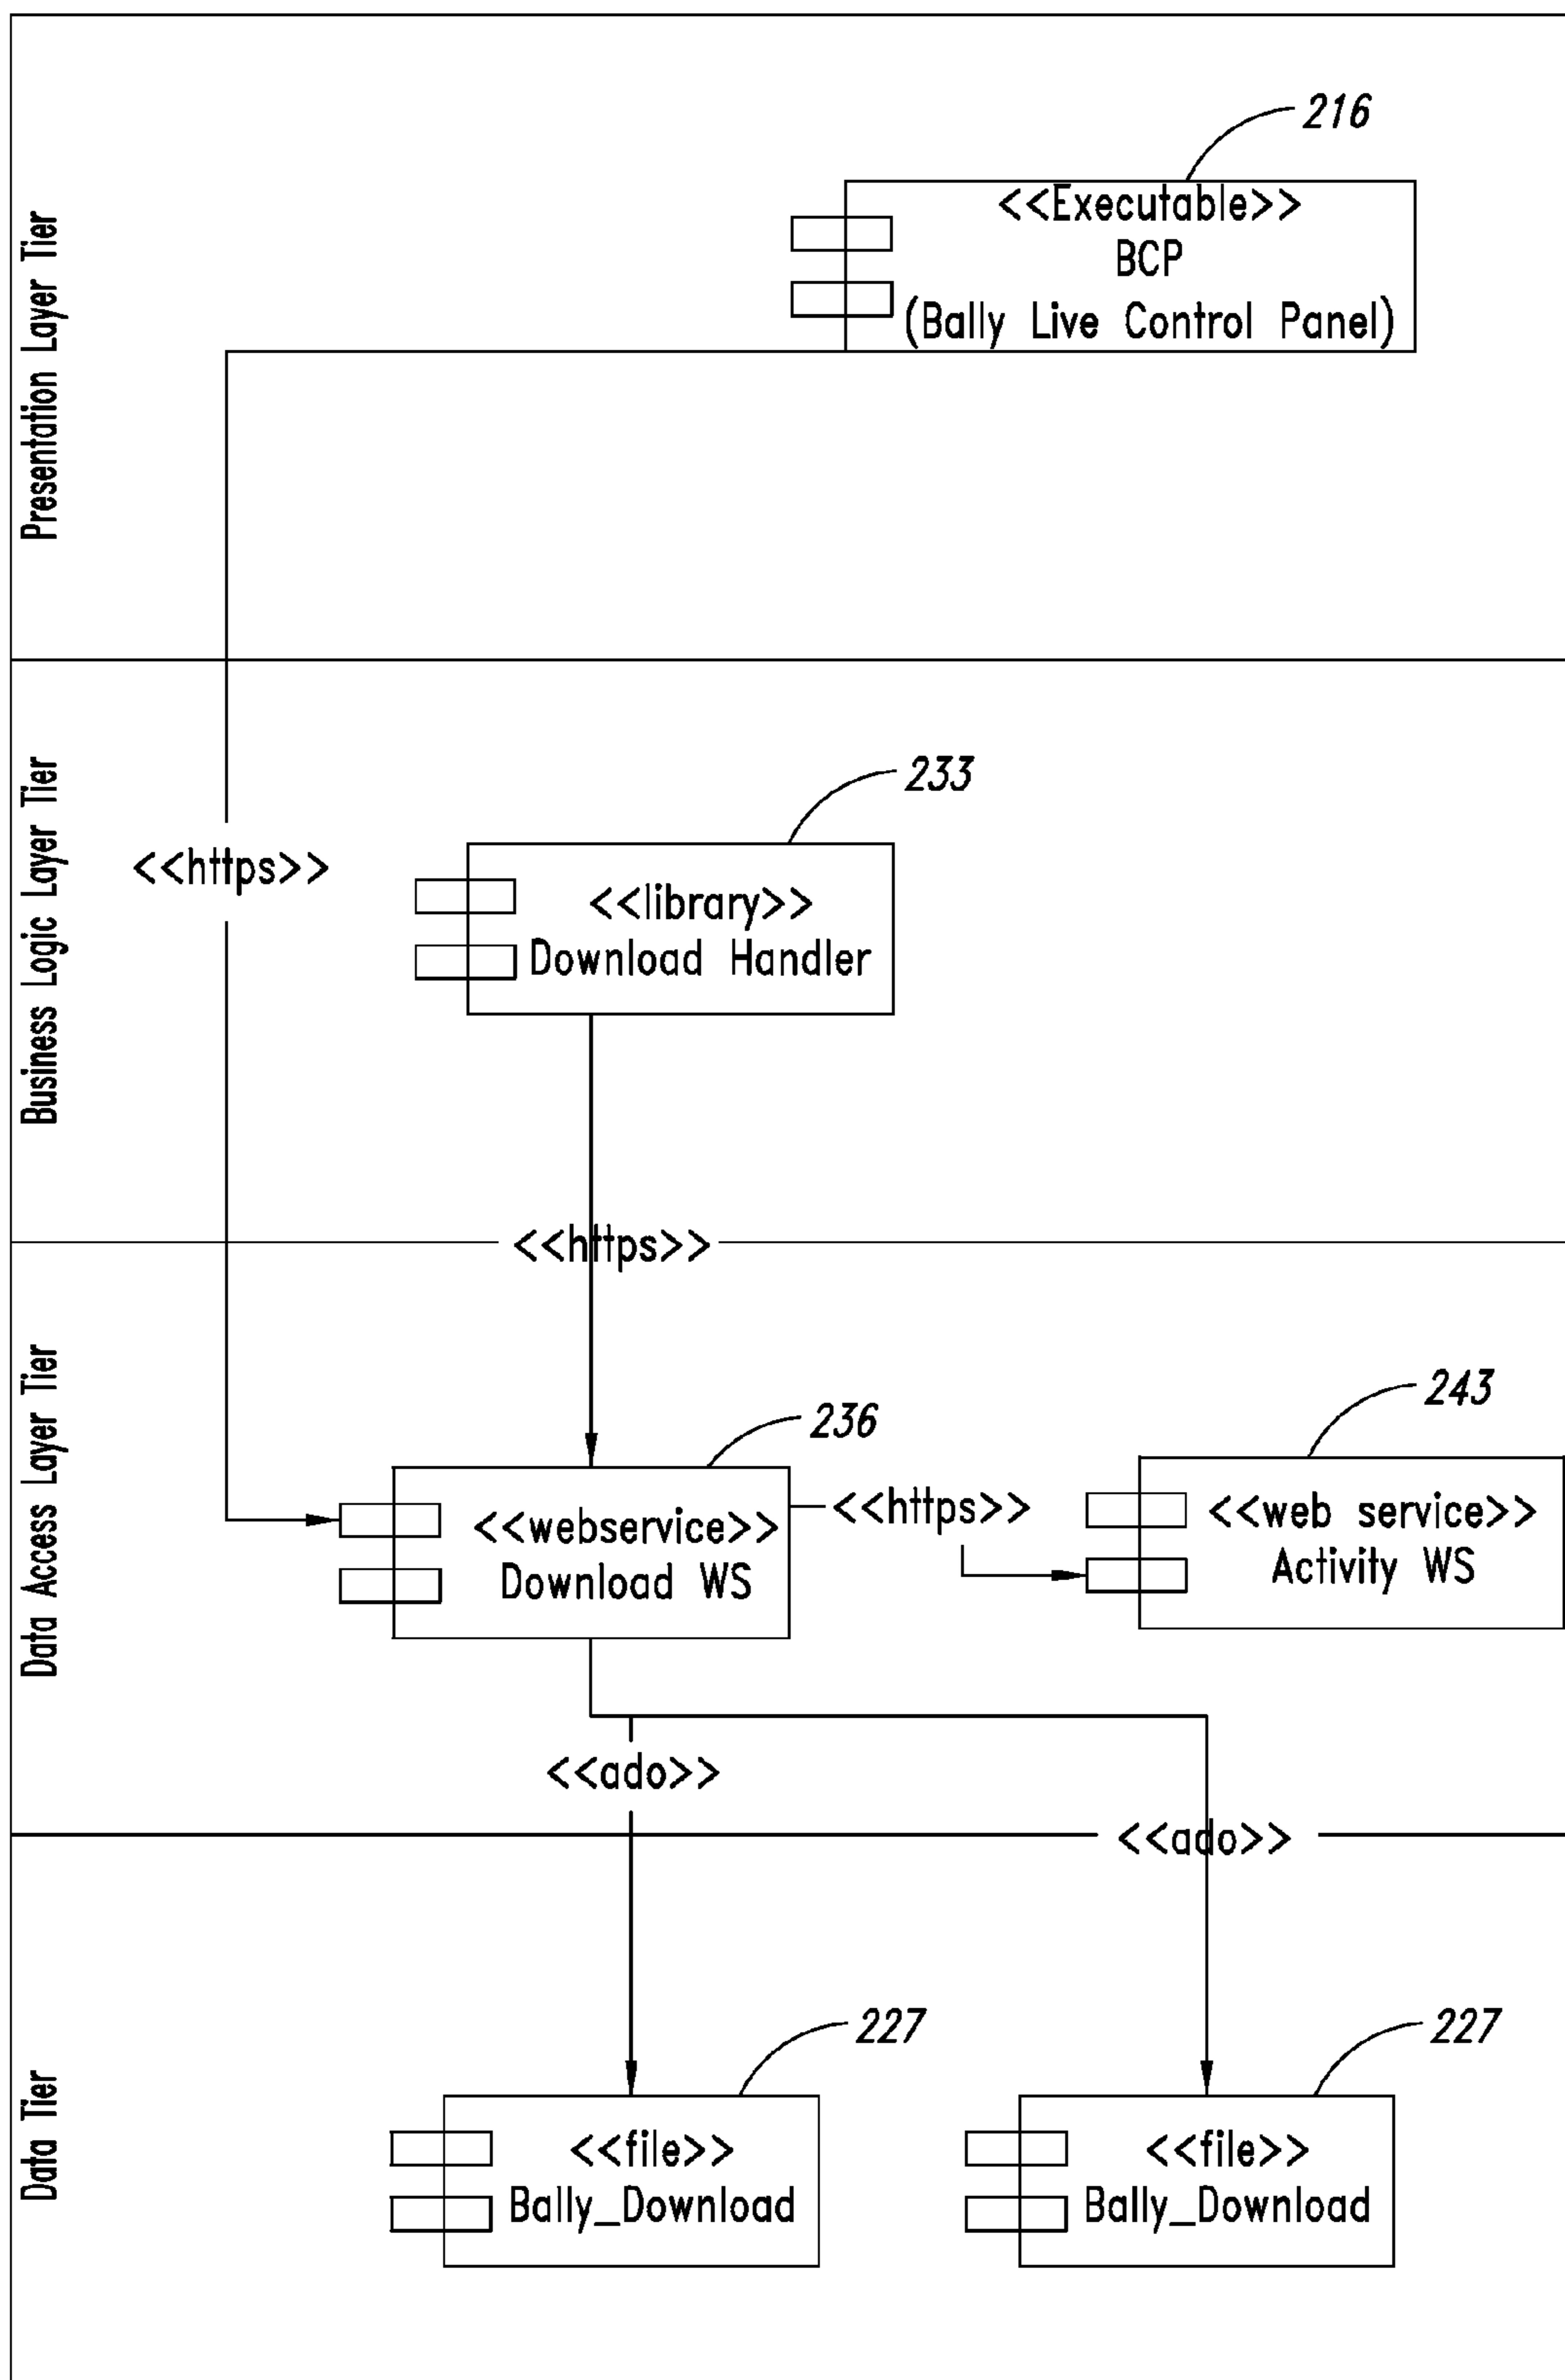 Presentation Layer Tier
216
<<Executable>>
BCP
(Bally Live Control Panel)
Business Logic Layer Tier
<<https>>
233
<<library>>
Download Handler
<<https>>
Data Access Layer Tier
236
<<webservice>>
Download WS
<<https>>
243
<<web service>>
Activity WS
<<ado>>
<<ado>>
Data Tier
227
<<file>>
Bally_Download
227
<<file>>
Bally_Download